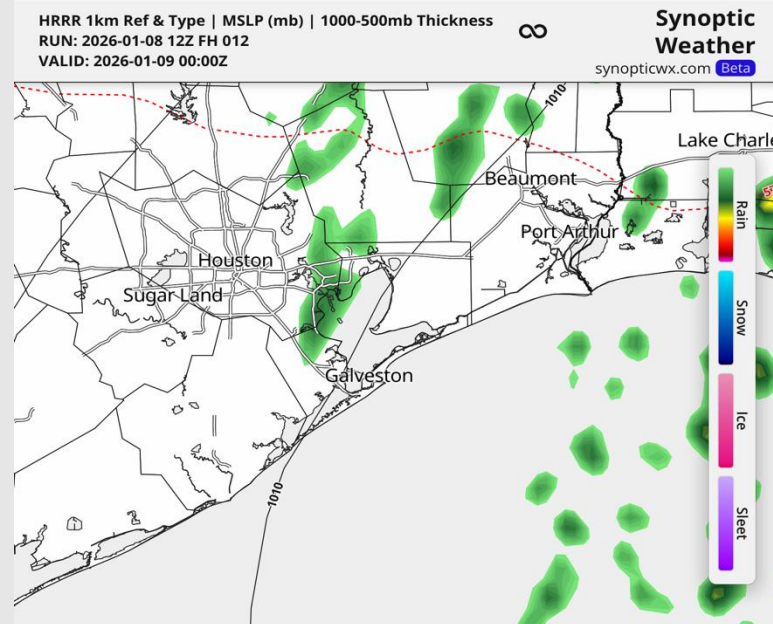 HRRR 1km Ref & Type | MSLP (mb) | 1000-500mb Thickness
RUN: 2026-01-08 12Z FH 012
VALID: 2026-01-09 00:00Z
Synoptic
Weather
synopticwx.com Beta
1010
Lake Charle
Beaumont
Port Arthur
Houston
Sugar Land
Galveston
1010
Rain
Snow
Ice
Sleet